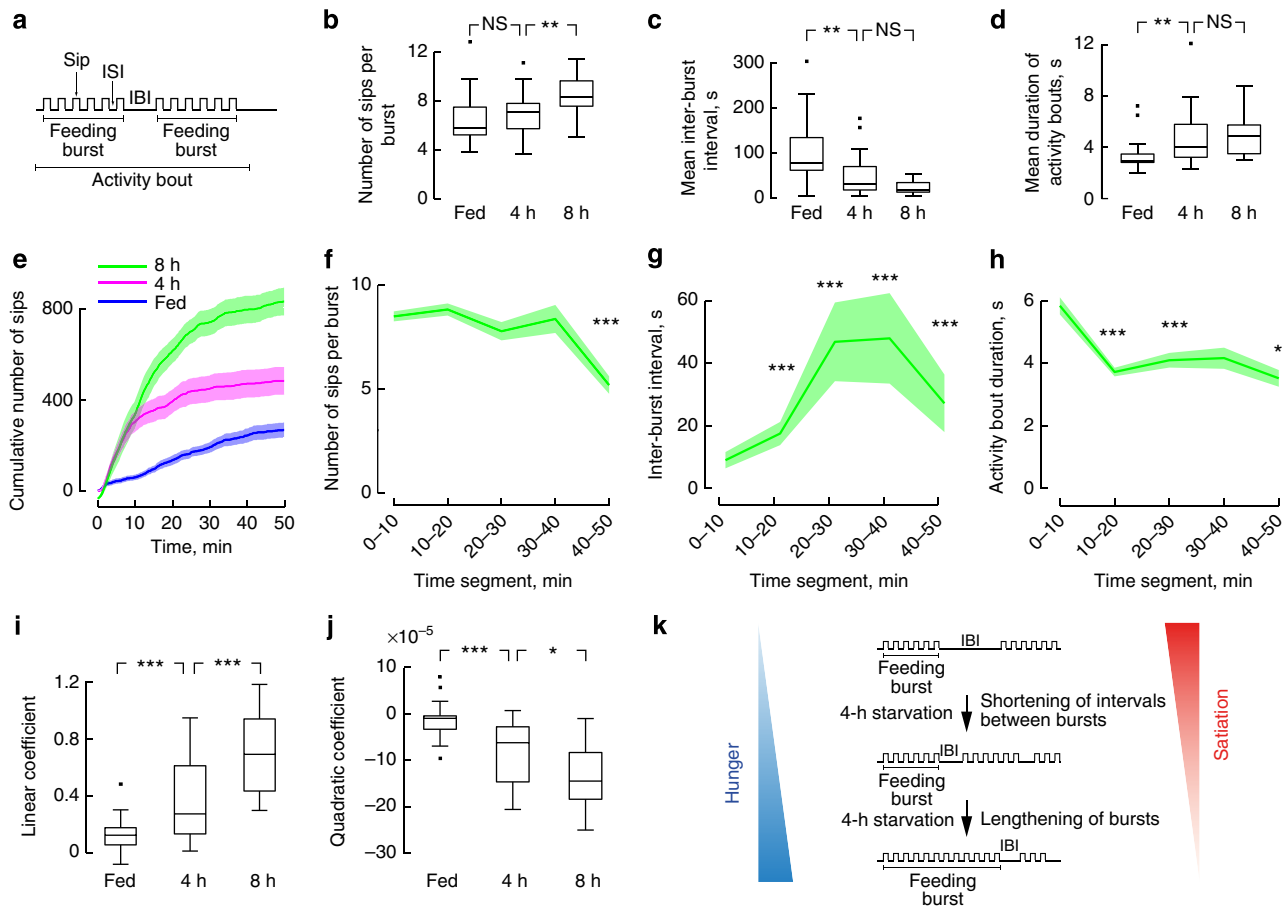 a
Sip
ISI
IBI
Feeding
burst
Feeding
burst
Activity bout
b
NS
**
Number of sips per
burst
12
8
4
0
Fed
4 h
8 h
c
**
NS
Mean inter-burst
interval, s
300
200
100
0
Fed
4 h
8 h
d
**
NS
Mean duration of
activity bouts, s
12
8
4
0
Fed
4 h
8 h
e
8 h
4 h
Fed
Cumulative number of sips
800
400
0
0
10
20
30
40
50
Time, min
f
Number of sips per burst
10
5
0
***
0–10
10–20
20–30
30–40
40–50
Time segment, min
g
Inter-burst interval, s
60
40
20
0
***
***
***
***
0–10
10–20
20–30
30–40
40–50
Time segment, min
h
Activity bout duration, s
6
4
2
0
***
***
*
0–10
10–20
20–30
30–40
40–50
Time segment, min
i
***
***
Linear coefficient
1.2
0.8
0.4
0
Fed
4 h
8 h
j
×10⁻⁵
***
*
Quadratic coefficient
10
0
−10
−20
−30
Fed
4 h
8 h
k
Hunger
IBI
Feeding
burst
4-h starvation
Shortening of intervals
between bursts
IBI
Feeding
burst
4-h starvation
Lengthening of bursts
IBI
Feeding
burst
Satiation